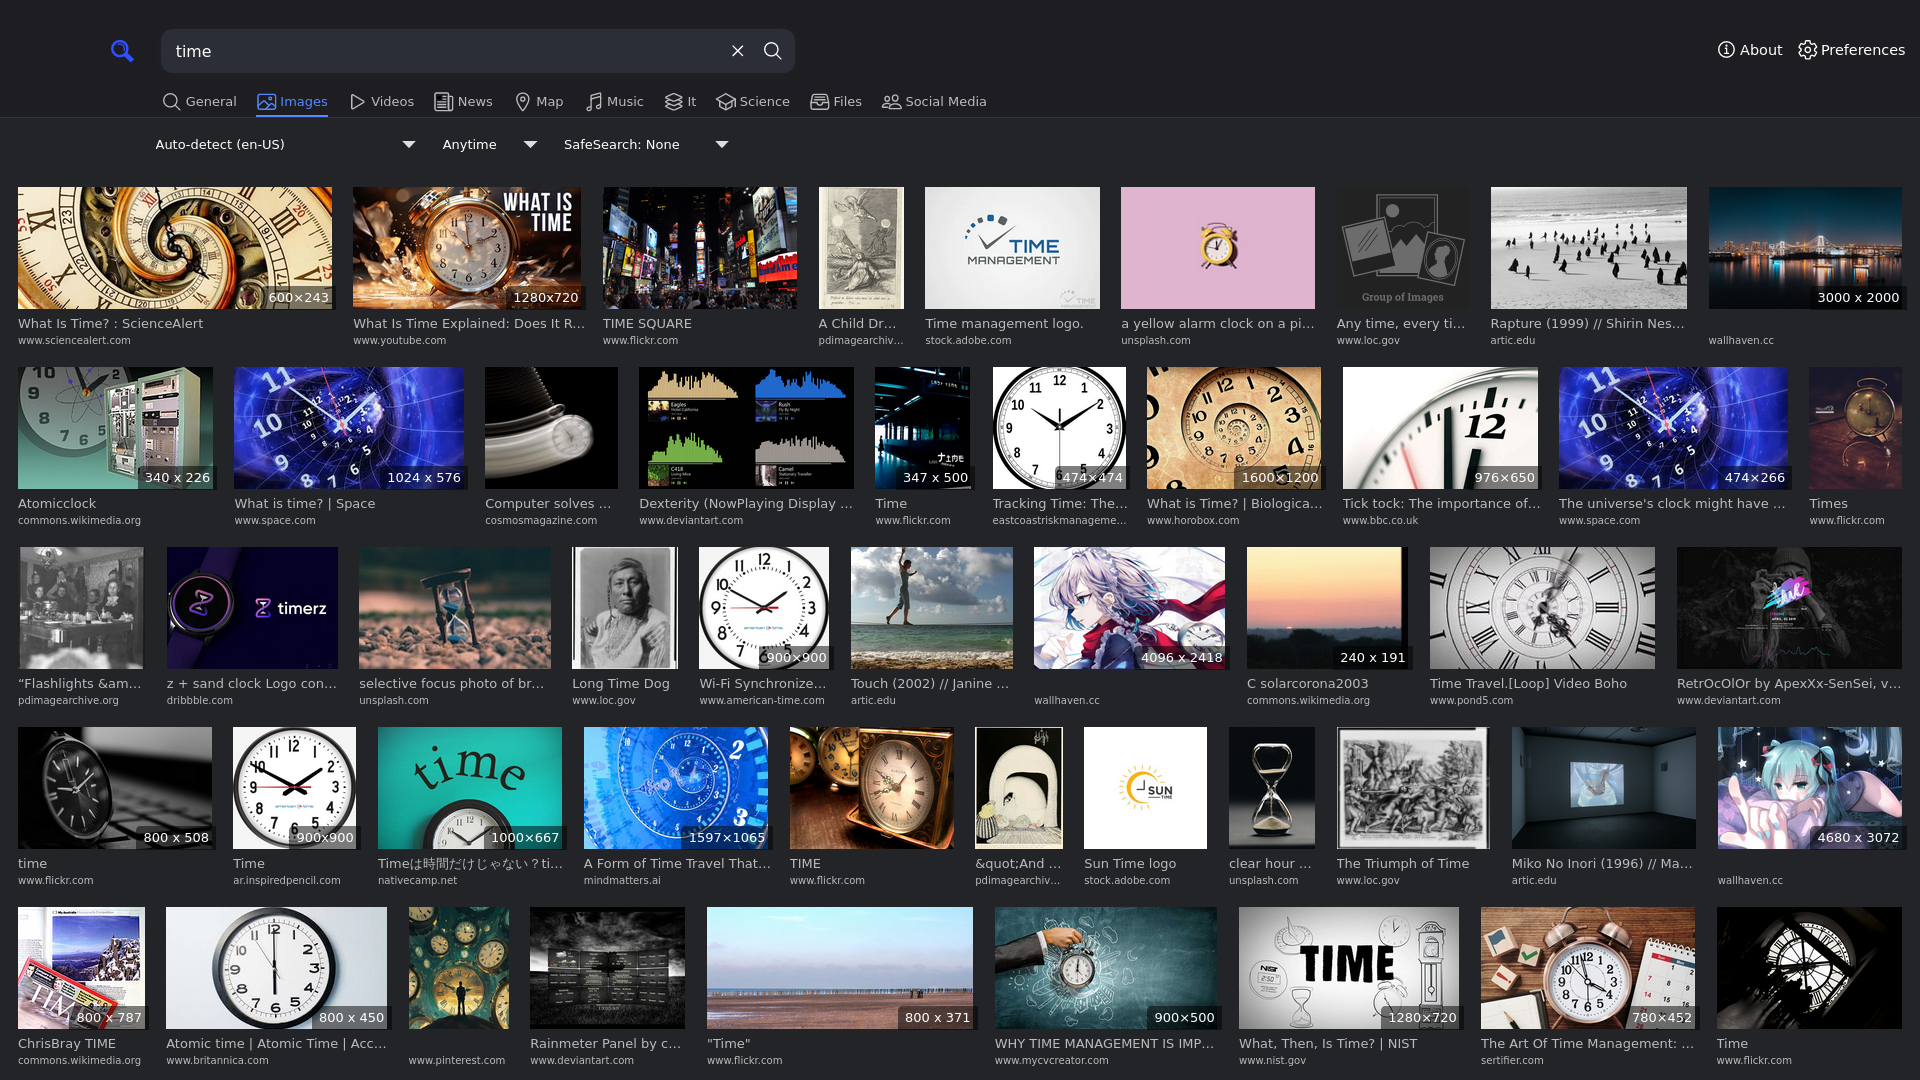 time
About
Preferences
General
Images
Videos
News
Map
Music
It
Science
Files
Social Media
Auto-detect (en-US)
Anytime
SafeSearch: None
600×243
WHAT IS
TIME
1280x720
TIME
MANAGEMENT
Group of Images
3000 x 2000
What Is Time? : ScienceAlert
www.sciencealert.com
What Is Time Explained: Does It R...
www.youtube.com
TIME SQUARE
www.flickr.com
A Child Dr...
pdimagearchiv...
Time management logo.
stock.adobe.com
a yellow alarm clock on a pi...
unsplash.com
Any time, every ti...
www.loc.gov
Rapture (1999) // Shirin Nes...
artic.edu
wallhaven.cc
340 x 226
1024 x 576
347 x 500
474×474
1600×1200
976×650
474×266
Atomicclock
commons.wikimedia.org
What is time? | Space
www.space.com
Computer solves ...
cosmosmagazine.com
Dexterity (NowPlaying Display ...
www.deviantart.com
Time
www.flickr.com
Tracking Time: The...
eastcoastriskmanageme...
What is Time? | Biologica...
www.horobox.com
Tick tock: The importance of...
www.bbc.co.uk
The universe's clock might have ...
www.space.com
Times
www.flickr.com
timerz
900×900
4096 x 2418
240 x 191
“Flashlights &am...
pdimagearchive.org
z + sand clock Logo con...
dribbble.com
selective focus photo of br...
unsplash.com
Long Time Dog
www.loc.gov
Wi-Fi Synchronize...
www.american-time.com
Touch (2002) // Janine ...
artic.edu
wallhaven.cc
C solarcorona2003
commons.wikimedia.org
Time Travel.[Loop] Video Boho
www.pond5.com
RetrOcOlOr by ApexXx-SenSei, v...
www.deviantart.com
800 x 508
900x900
time
1000×667
1597×1065
SUN
TIME
4680 x 3072
time
www.flickr.com
Time
ar.inspiredpencil.com
Timeは時間だけじゃない？ti...
nativecamp.net
A Form of Time Travel That...
mindmatters.ai
TIME
www.flickr.com
&quot;And ...
pdimagearchiv...
Sun Time logo
stock.adobe.com
clear hour ...
unsplash.com
The Triumph of Time
www.loc.gov
Miko No Inori (1996) // Ma...
artic.edu
wallhaven.cc
800 x 787
800 x 450
800 x 371
900×500
NIST
TIME
1280×720
780×452
ChrisBray TIME
commons.wikimedia.org
Atomic time | Atomic Time | Acc...
www.britannica.com
www.pinterest.com
Rainmeter Panel by c...
www.deviantart.com
"Time"
www.flickr.com
WHY TIME MANAGEMENT IS IMP...
www.mycvcreator.com
What, Then, Is Time? | NIST
www.nist.gov
The Art Of Time Management: ...
sertifier.com
Time
www.flickr.com